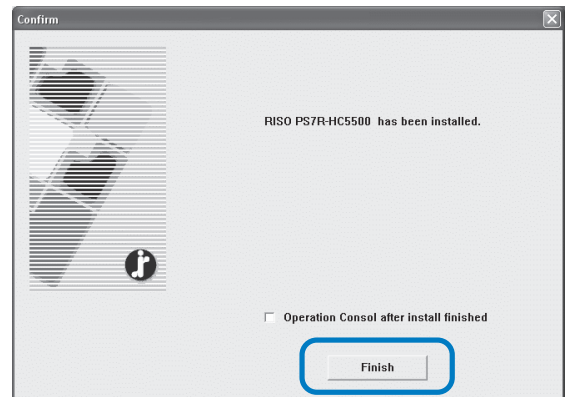 Confirm
RISO PS7R-HC5500 has been installed.
Operation Consol after install finished
Finish